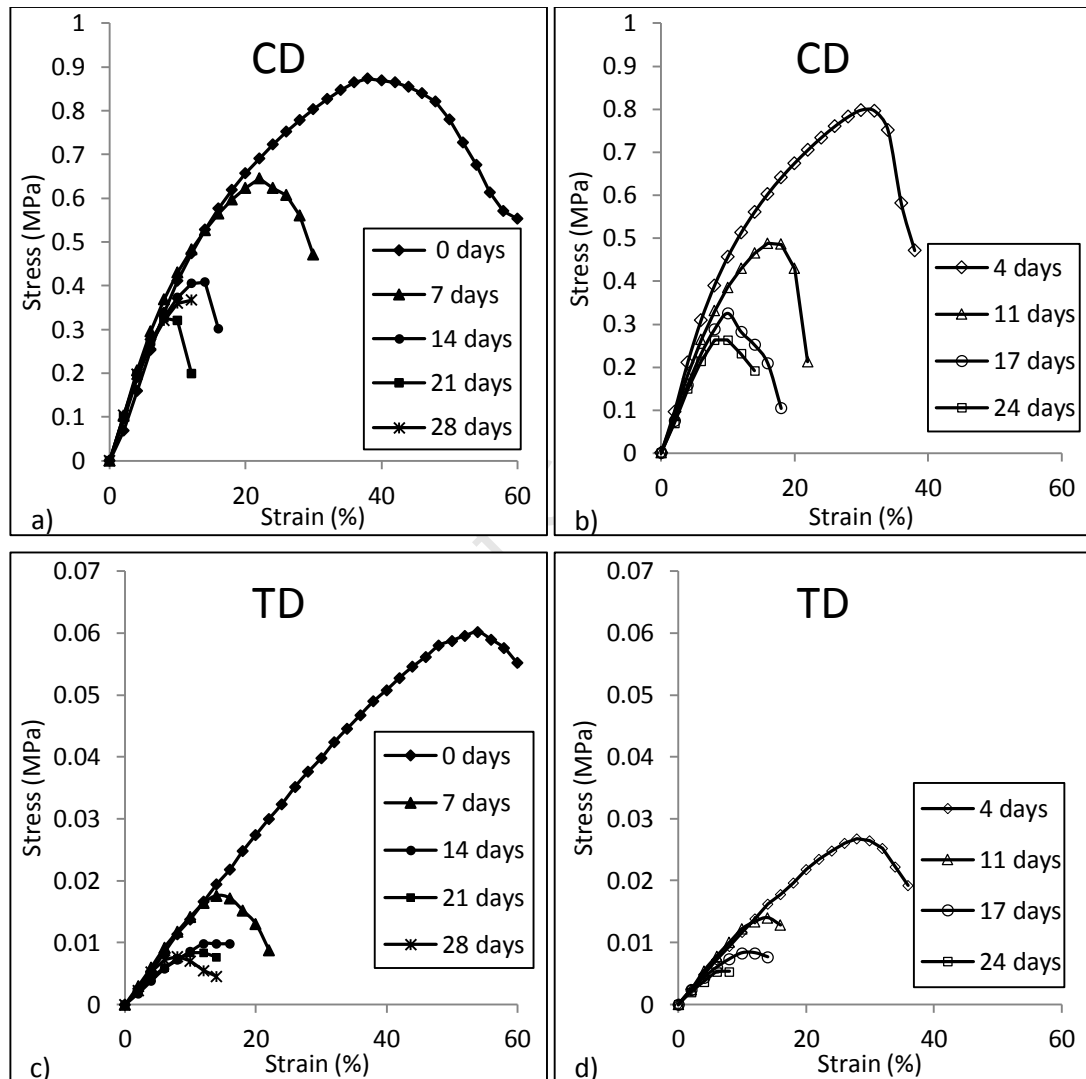 CD
Stress (MPa)
1
0.9
0.8
0.7
0.6
0.5
0.4
0.3
0.2
0.1
0
0 20 40 60
Strain (%)
0 days
7 days
14 days
21 days
28 days
a)
CD
Stress (MPa)
1
0.9
0.8
0.7
0.6
0.5
0.4
0.3
0.2
0.1
0
0 20 40 60
Strain (%)
4 days
11 days
17 days
24 days
b)
TD
Stress (MPa)
0.07
0.06
0.05
0.04
0.03
0.02
0.01
0
0 20 40 60
Strain (%)
0 days
7 days
14 days
21 days
28 days
c)
TD
Stress (MPa)
0.07
0.06
0.05
0.04
0.03
0.02
0.01
0
0 20 40 60
Strain (%)
4 days
11 days
17 days
24 days
d)